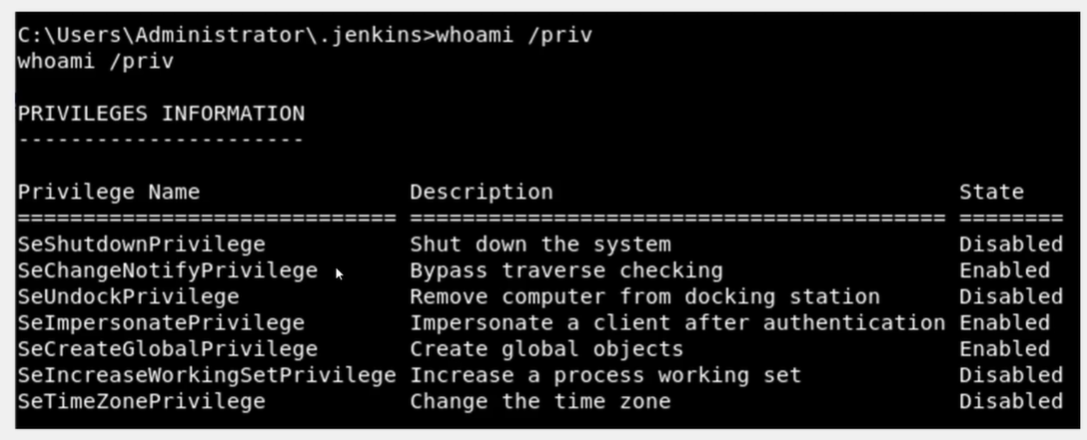 C:\Users\Administrator\.jenkins>whoami /priv
whoami /priv
PRIVILEGES INFORMATION
----------------------
Privilege Name                Description                               State
============================= ========================================= ========
SeShutdownPrivilege           Shut down the system                      Disabled
SeChangeNotifyPrivilege       Bypass traverse checking                  Enabled
SeUndockPrivilege             Remove computer from docking station      Disabled
SeImpersonatePrivilege        Impersonate a client after authentication Enabled
SeCreateGlobalPrivilege       Create global objects                     Enabled
SeIncreaseWorkingSetPrivilege Increase a process working set            Disabled
SeTimeZonePrivilege           Change the time zone                      Disabled